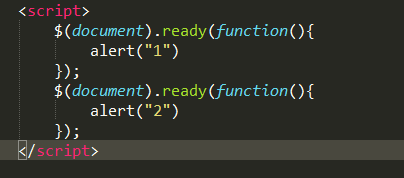 <script>
$(document).ready(function(){
alert("1")
});
$(document).ready(function(){
alert("2")
});
</script>